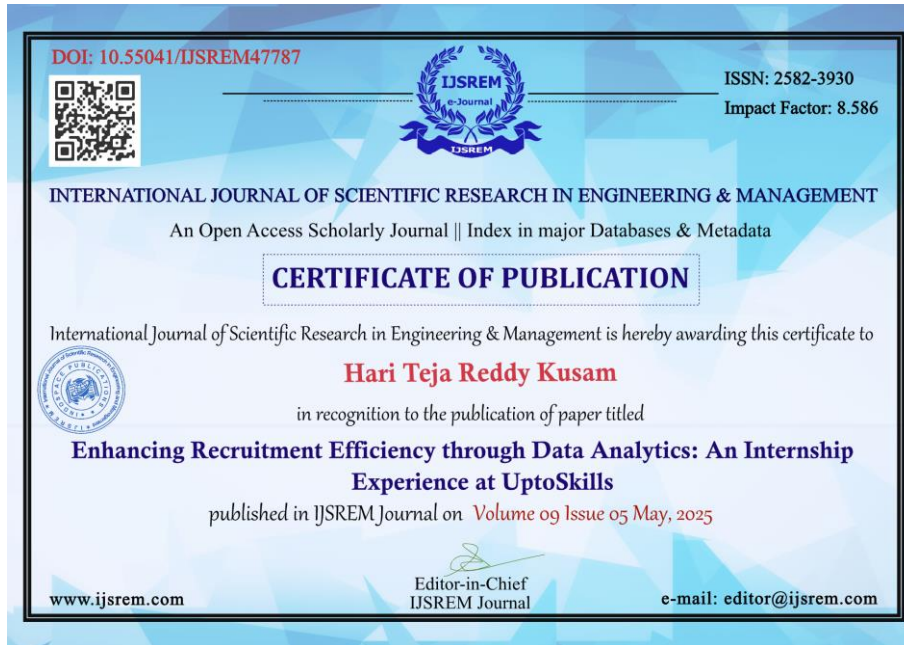 DOI: 10.55041/IJSREM47787
IJSREM
e-Journal
IJSREM
ISSN: 2582-3930
Impact Factor: 8.586
INTERNATIONAL JOURNAL OF SCIENTIFIC RESEARCH IN ENGINEERING & MANAGEMENT
An Open Access Scholarly Journal || Index in major Databases & Metadata
CERTIFICATE OF PUBLICATION
International Journal of Scientific Research in Engineering & Management is hereby awarding this certificate to
Hari Teja Reddy Kusam
in recognition to the publication of paper titled
Enhancing Recruitment Efficiency through Data Analytics: An Internship
Experience at UptoSkills
published in IJSREM Journal on Volume 09 Issue 05 May, 2025
Editor-in-Chief
IJSREM Journal
www.ijsrem.com
e-mail: editor@ijsrem.com